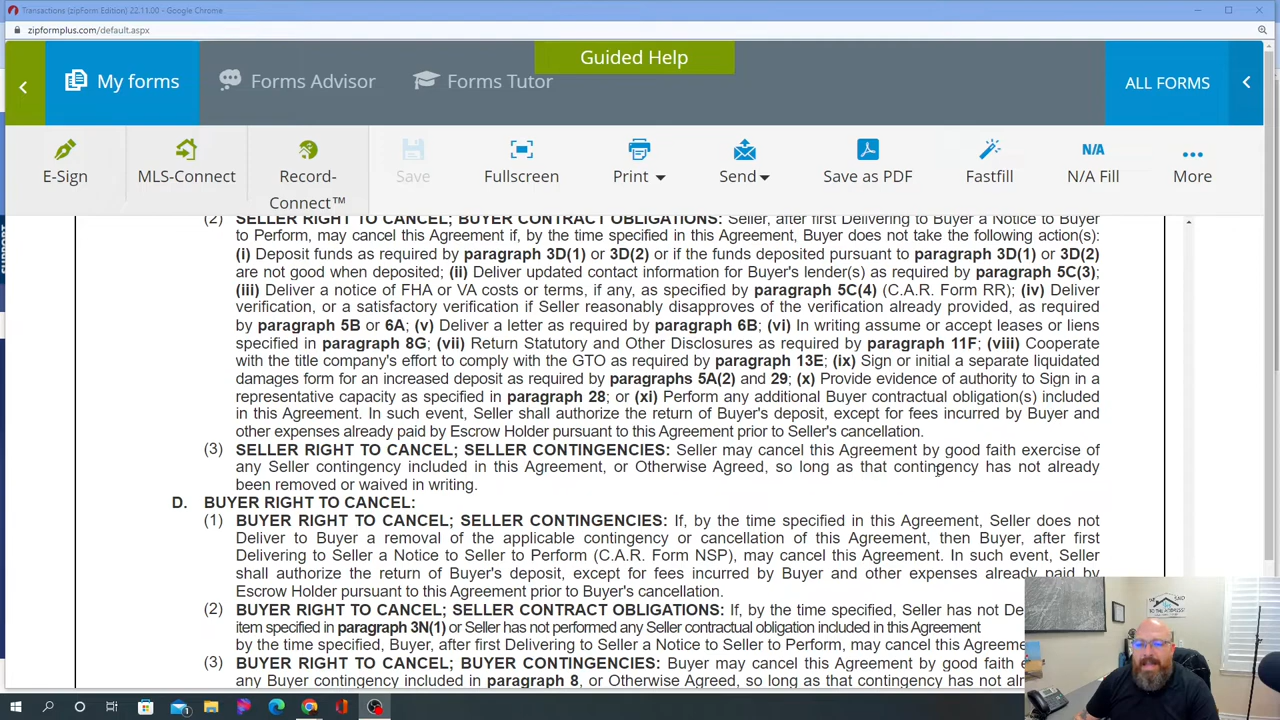 Transactions (zipForm Edition) 22.11.00 - Google Chrome
zipformplus.com/default.aspx
Guided Help
My forms
Forms Advisor
Forms Tutor
ALL FORMS
E-Sign
MLS-Connect
Record-
Connect™
Save
Fullscreen
Print
Send
Save as PDF
Fastfill
N/A
N/A Fill
More
SUPPORT
(2) SELLER RIGHT TO CANCEL; BUYER CONTRACT OBLIGATIONS: Seller, after first Delivering to Buyer a Notice to Buyer
to Perform, may cancel this Agreement if, by the time specified in this Agreement, Buyer does not take the following action(s):
(i) Deposit funds as required by paragraph 3D(1) or 3D(2) or if the funds deposited pursuant to paragraph 3D(1) or 3D(2)
are not good when deposited; (ii) Deliver updated contact information for Buyer's lender(s) as required by paragraph 5C(3);
(iii) Deliver a notice of FHA or VA costs or terms, if any, as specified by paragraph 5C(4) (C.A.R. Form RR); (iv) Deliver
verification, or a satisfactory verification if Seller reasonably disapproves of the verification already provided, as required
by paragraph 5B or 6A; (v) Deliver a letter as required by paragraph 6B; (vi) In writing assume or accept leases or liens
specified in paragraph 8G; (vii) Return Statutory and Other Disclosures as required by paragraph 11F; (viii) Cooperate
with the title company's effort to comply with the GTO as required by paragraph 13E; (ix) Sign or initial a separate liquidated
damages form for an increased deposit as required by paragraphs 5A(2) and 29; (x) Provide evidence of authority to Sign in a
representative capacity as specified in paragraph 28; or (xi) Perform any additional Buyer contractual obligation(s) included
in this Agreement. In such event, Seller shall authorize the return of Buyer's deposit, except for fees incurred by Buyer and
other expenses already paid by Escrow Holder pursuant to this Agreement prior to Seller's cancellation.
(3) SELLER RIGHT TO CANCEL; SELLER CONTINGENCIES: Seller may cancel this Agreement by good faith exercise of
any Seller contingency included in this Agreement, or Otherwise Agreed, so long as that contingency has not already
been removed or waived in writing.
D. BUYER RIGHT TO CANCEL:
(1) BUYER RIGHT TO CANCEL; SELLER CONTINGENCIES: If, by the time specified in this Agreement, Seller does not
Deliver to Buyer a removal of the applicable contingency or cancellation of this Agreement, then Buyer, after first
Delivering to Seller a Notice to Seller to Perform (C.A.R. Form NSP), may cancel this Agreement. In such event, Seller
shall authorize the return of Buyer's deposit, except for fees incurred by Buyer and other expenses already paid by
Escrow Holder pursuant to this Agreement prior to Buyer's cancellation.
(2) BUYER RIGHT TO CANCEL; SELLER CONTRACT OBLIGATIONS: If, by the time specified, Seller has not De
item specified in paragraph 3N(1) or Seller has not performed any Seller contractual obligation included in this Agreement
by the time specified, Buyer, after first Delivering to Seller a Notice to Seller to Perform, may cancel this Agreeme
(3) BUYER RIGHT TO CANCEL; BUYER CONTINGENCIES: Buyer may cancel this Agreement by good faith e
any Buyer contingency included in paragraph 8, or Otherwise Agreed, so long as that contingency has not alr